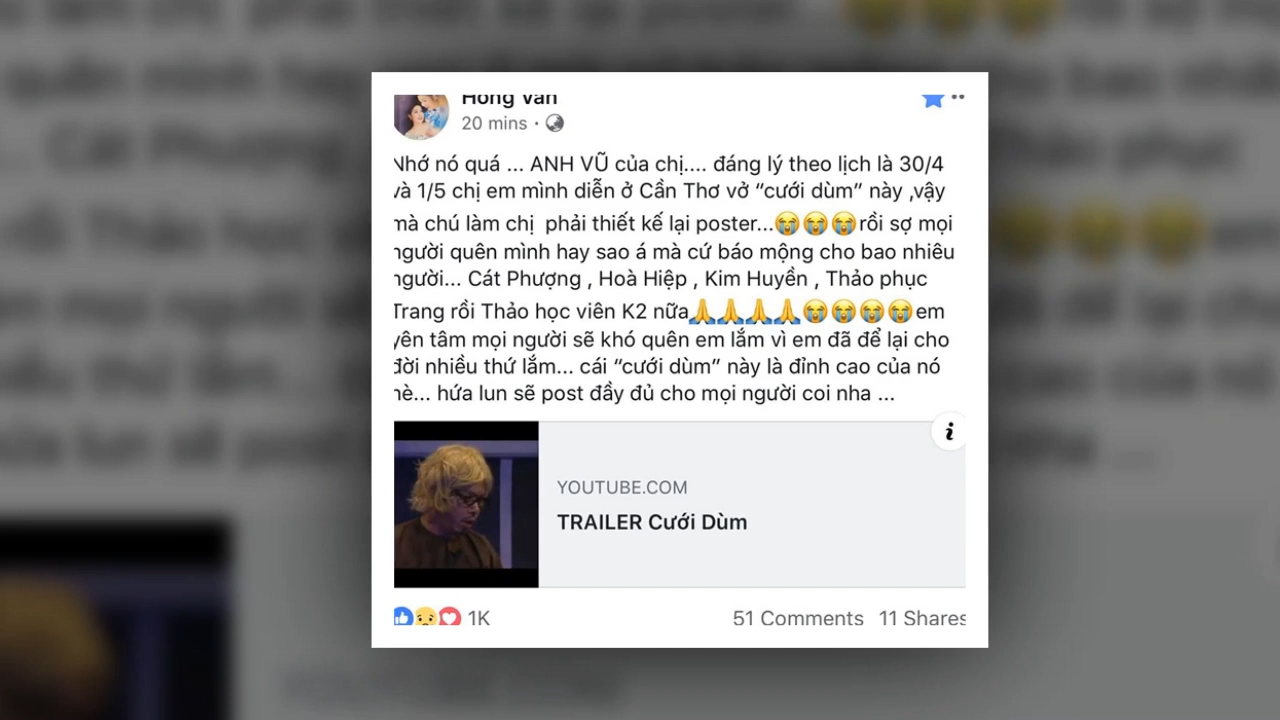 Hồng Vân
20 mins ·
Nhớ nó quá ... ANH VŨ của chị.... đáng lý theo lịch là 30/4
và 1/5 chị em mình diễn ở Cần Thơ vở “cưới dùm” này ,vậy
mà chú làm chị phải thiết kế lại poster...😭😭😭rồi sợ mọi
người quên mình hay sao á mà cứ báo mộng cho bao nhiêu
người... Cát Phượng , Hoà Hiệp , Kim Huyền , Thảo phục
Trang rồi Thảo học viên K2 nữa🙏🙏🙏🙏😭😭😭😭em
yên tâm mọi người sẽ khó quên em lắm vì em đã để lại cho
đời nhiều thứ lắm... cái “cưới dùm” này là đỉnh cao của nó
nè... hứa lun sẽ post đầy đủ cho mọi người coi nha ...
i
YOUTUBE.COM
TRAILER Cưới Dùm
1K
51 Comments 11 Shares